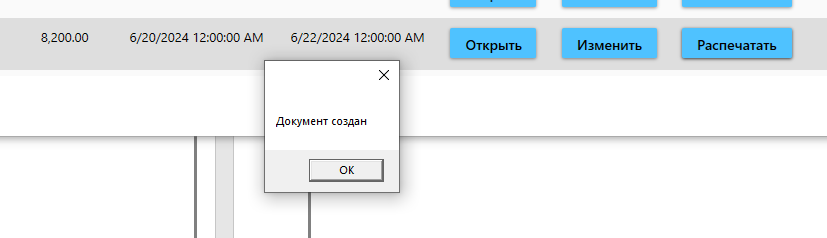 8,200.00 6/20/2024 12:00:00 AM 6/22/2024 12:00:00 AM Открыть Изменить Распечатать
Документ создан
OK